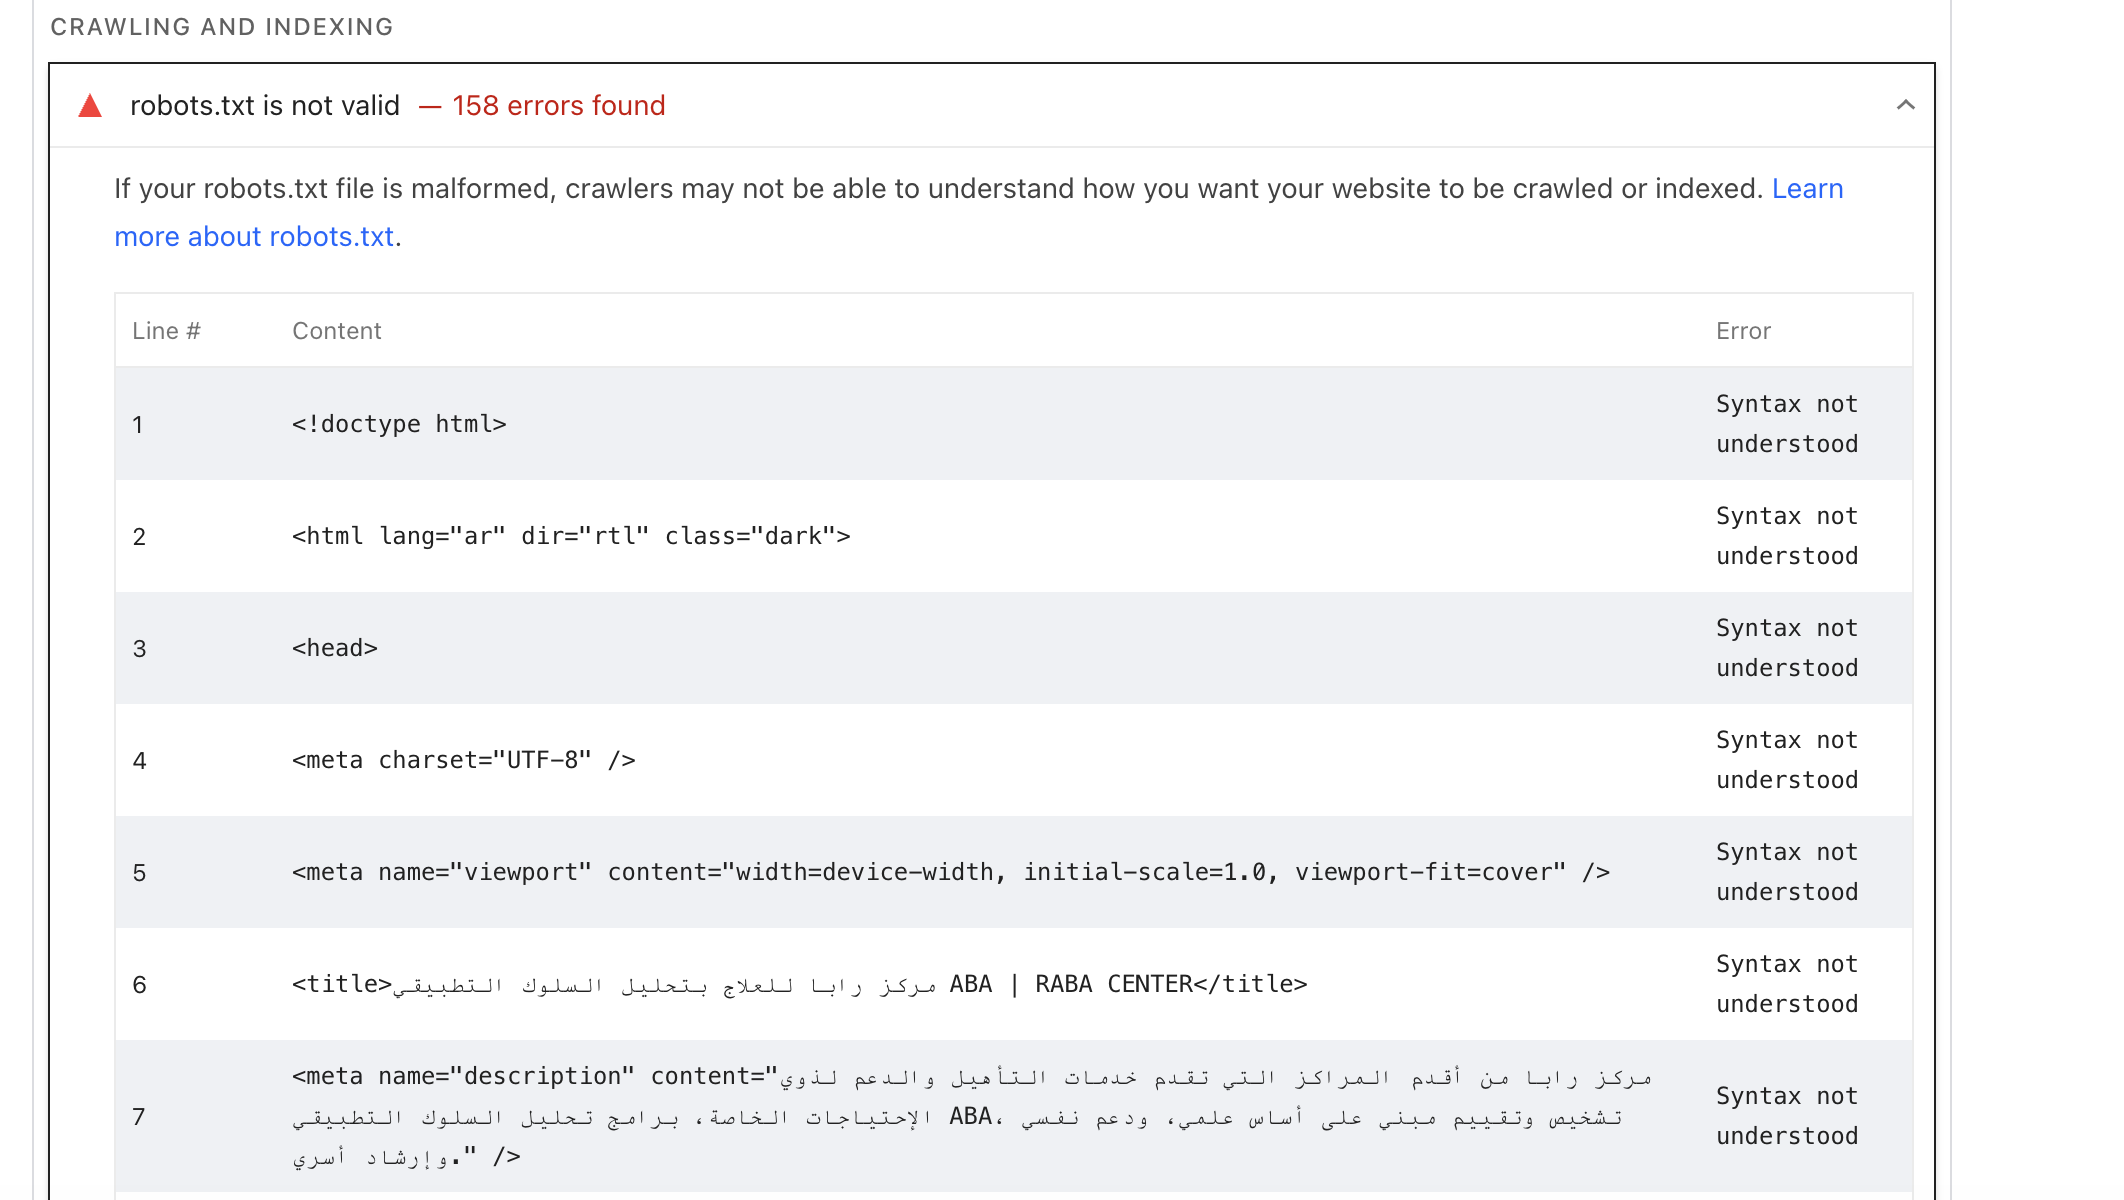 CRAWLING AND INDEXING
robots.txt is not valid — 158 errors found
If your robots.txt file is malformed, crawlers may not be able to understand how you want your website to be crawled or indexed. Learn
more about robots.txt.
Line # Content Error
1 <!doctype html> Syntax not understood
2 <html lang="ar" dir="rtl" class="dark"> Syntax not understood
3 <head> Syntax not understood
4 <meta charset="UTF-8" /> Syntax not understood
5 <meta name="viewport" content="width=device-width, initial-scale=1.0, viewport-fit=cover" /> Syntax not understood
6 <title>مركز رابا للعلاج بتحليل السلوك التطبيقي ABA | RABA CENTER</title> Syntax not understood
7 <meta name="description" content="مركز رابا من أقدم المراكز التي تقدم خدمات التأهيل والدعم لذوي
الإحتياجات الخاصة، برامج تحليل السلوك التطبيقي ABA، تشخيص وتقييم مبني على أساس علمي، ودعم نفسي
وإرشاد أسري." /> Syntax not understood